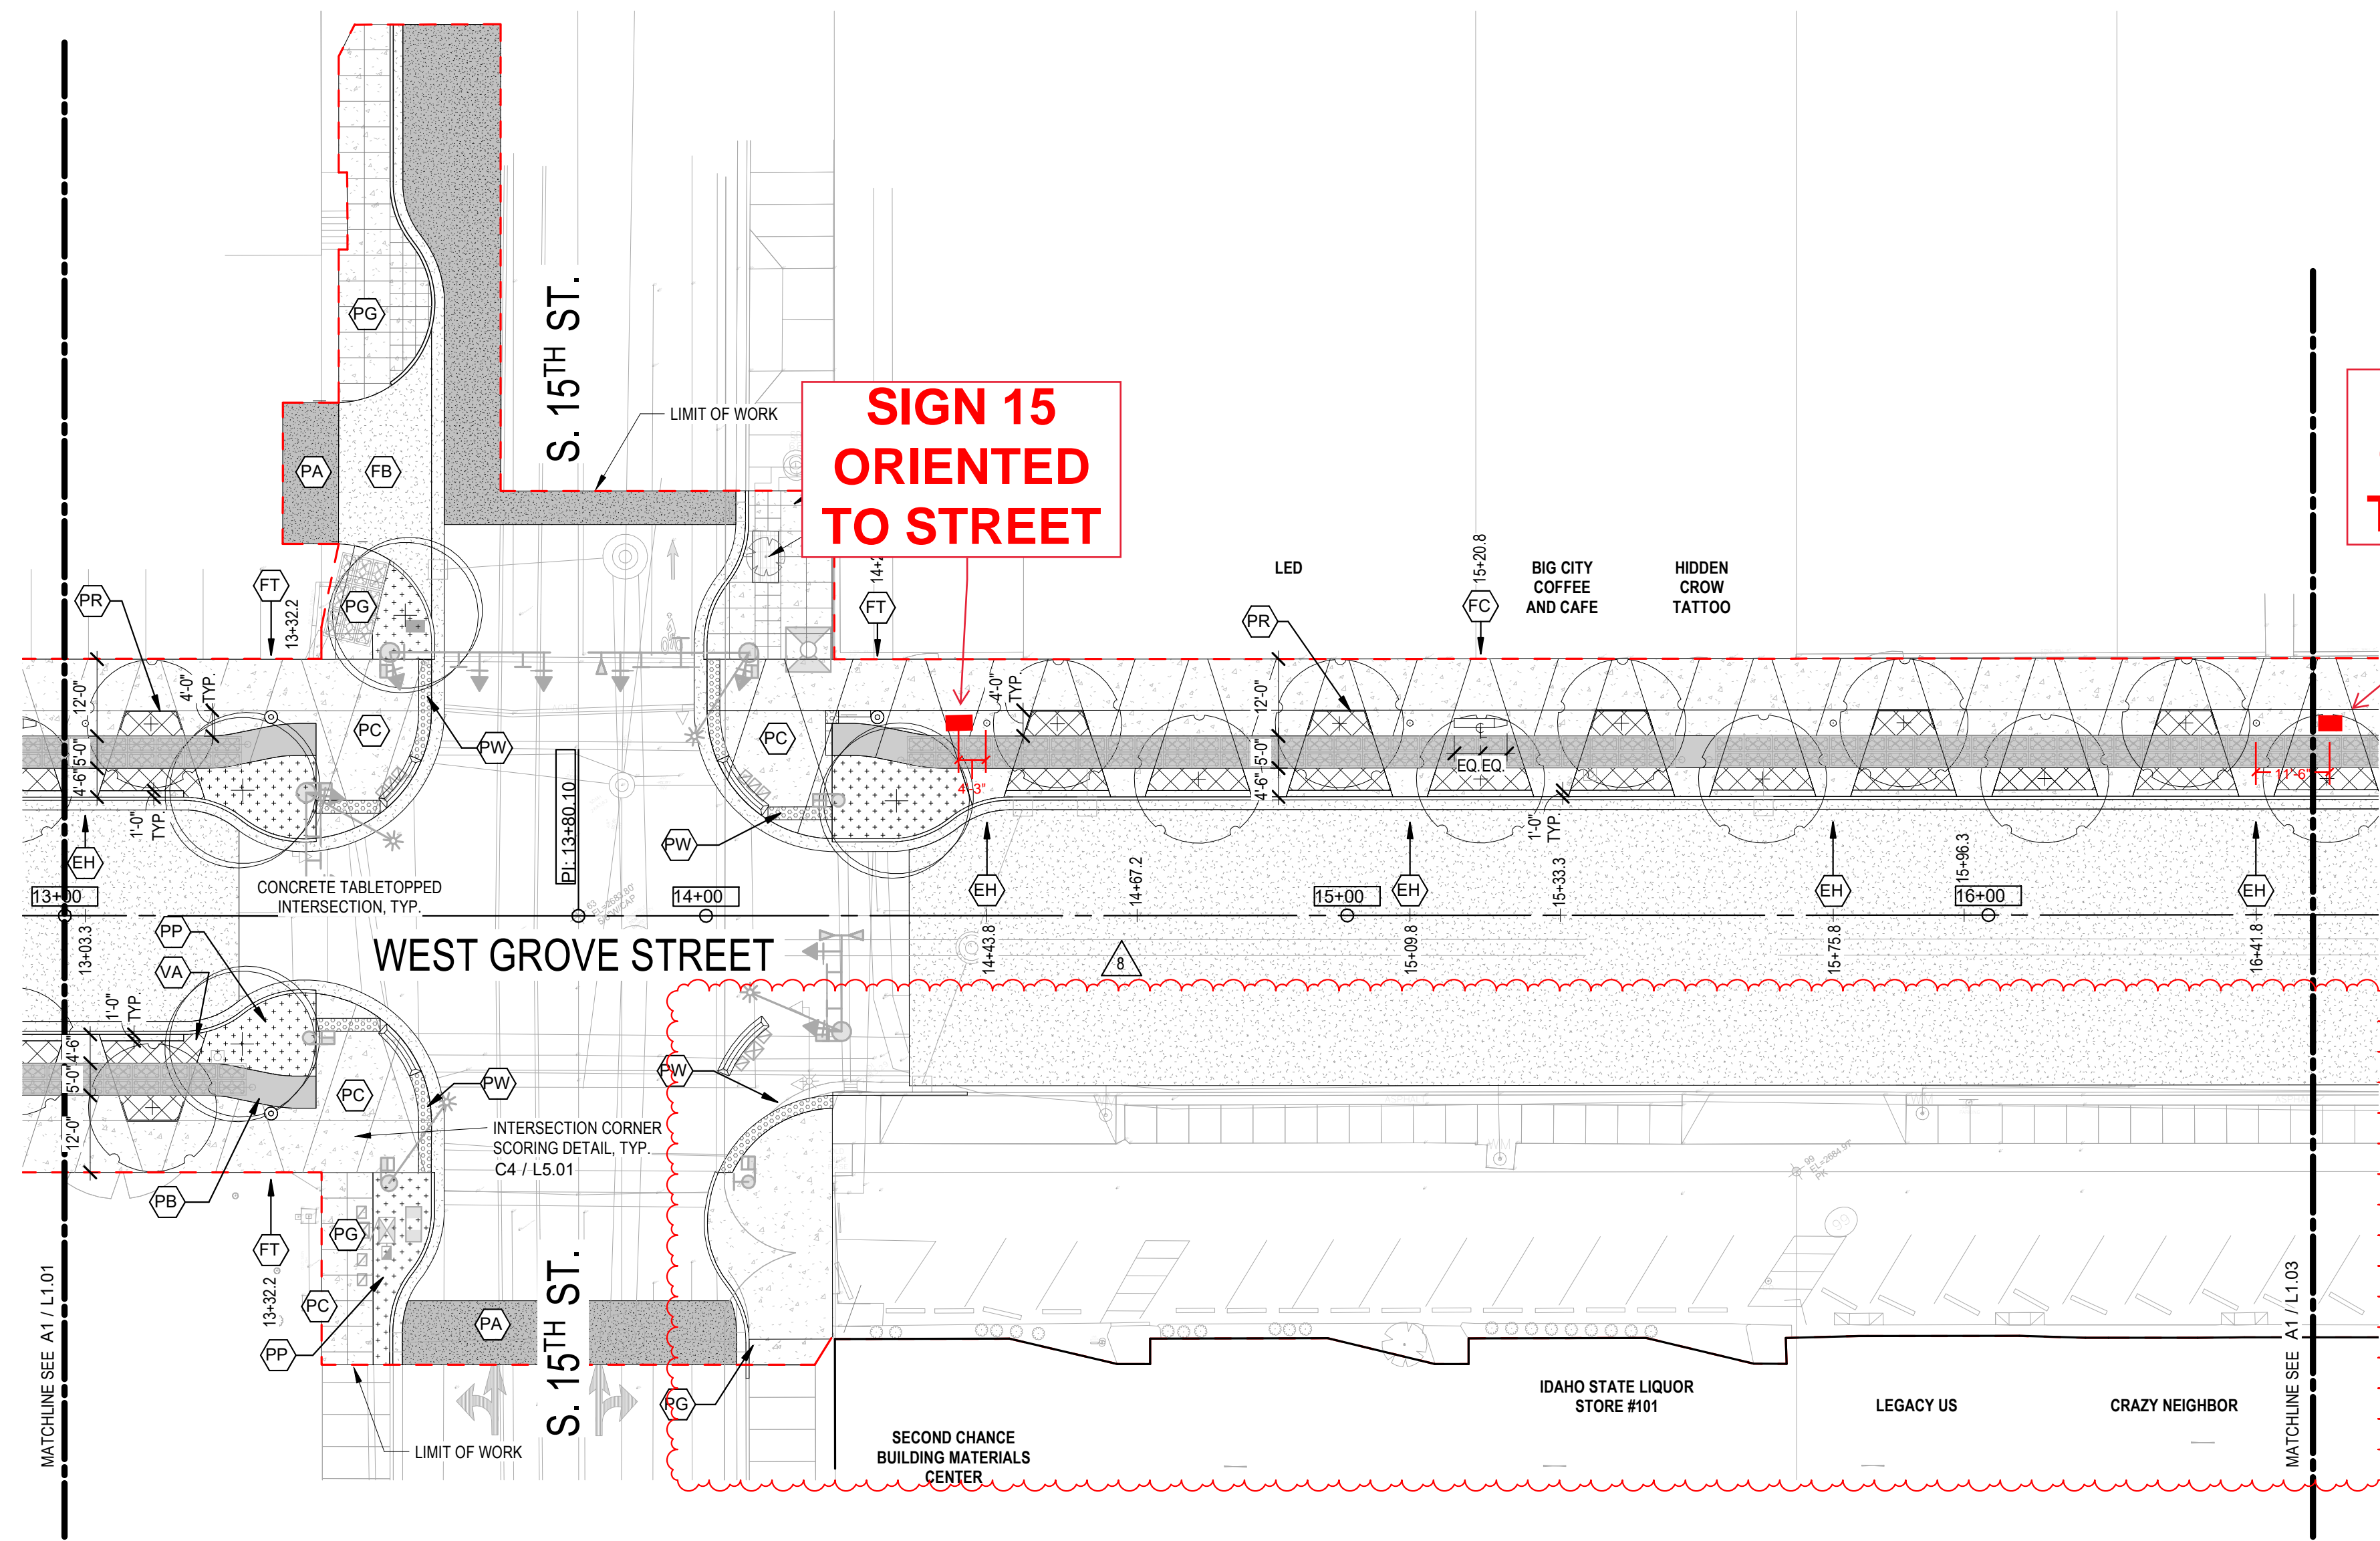 S. 15TH ST.
LIMIT OF WORK
SIGN 15
ORIENTED
TO STREET
PG
PA
FB
PG
PR
FT
13+32.2
FT
LED
PR
FC
15+20.8
BIG CITY
COFFEE
AND CAFE
HIDDEN
CROW
TATTOO
12'-0"
5'-0"
4'-6"
4'-0"
TYP.
1'-0"
TYP.
PC
PW
PC
PW
4'-0"
TYP.
4'-3"
12'-0"
5'-0"
4'-6"
EQ. EQ.
1'-0"
TYP.
11'-6"
EH
EH
EH
EH
EH
PI: 13+80.10
CONCRETE TABLETOPPED
INTERSECTION, TYP.
13+00
14+00
15+00
16+00
13+03.3
14+43.8
14+67.2
15+09.8
15+33.3
15+75.8
15+96.3
16+41.8
WEST GROVE STREET
8
PP
VA
1'-0"
TYP.
4'-6"
5'-0"
12'-0"
PC
PW
PW
INTERSECTION CORNER
SCORING DETAIL, TYP.
C4 / L5.01
PB
FT
13+32.2
PG
PC
PP
PA
S. 15TH ST.
PG
LIMIT OF WORK
WM
WM
ASPHALT
99
EL=2684.97'
PK
99
MATCHLINE SEE A1 / L1.01
MATCHLINE SEE A1 / L1.03
SECOND CHANCE
BUILDING MATERIALS
CENTER
IDAHO STATE LIQUOR
STORE #101
LEGACY US
CRAZY NEIGHBOR